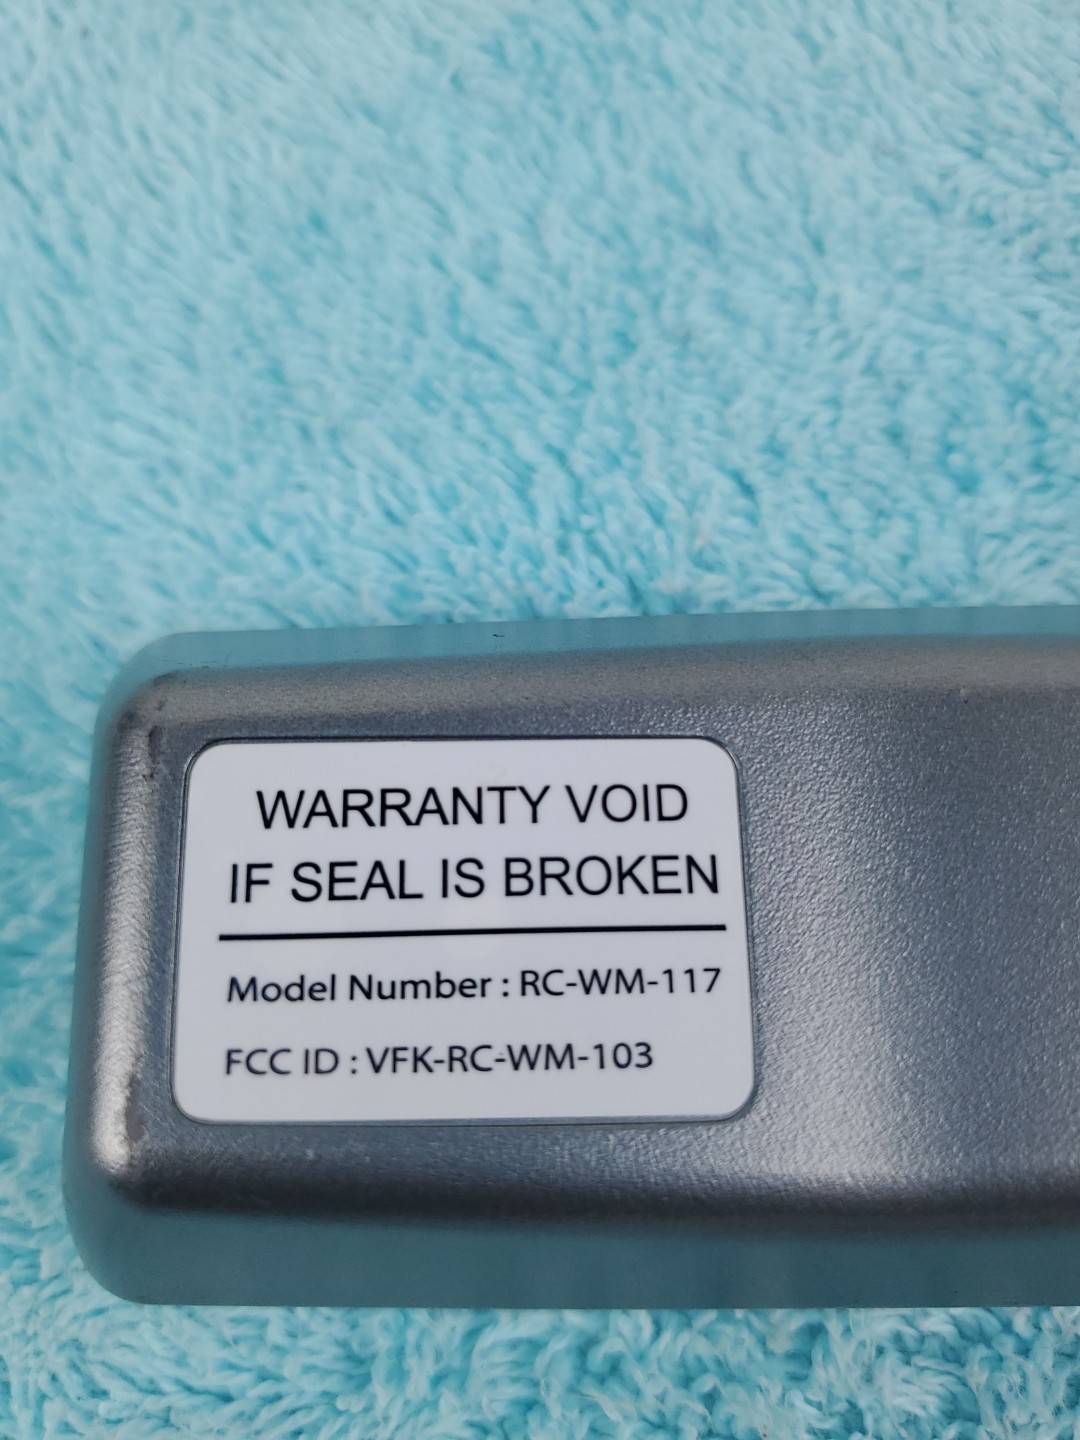 WARRANTY VOID
IF SEAL IS BROKEN
Model Number : RC-WM-117
FCC ID : VFK-RC-WM-103